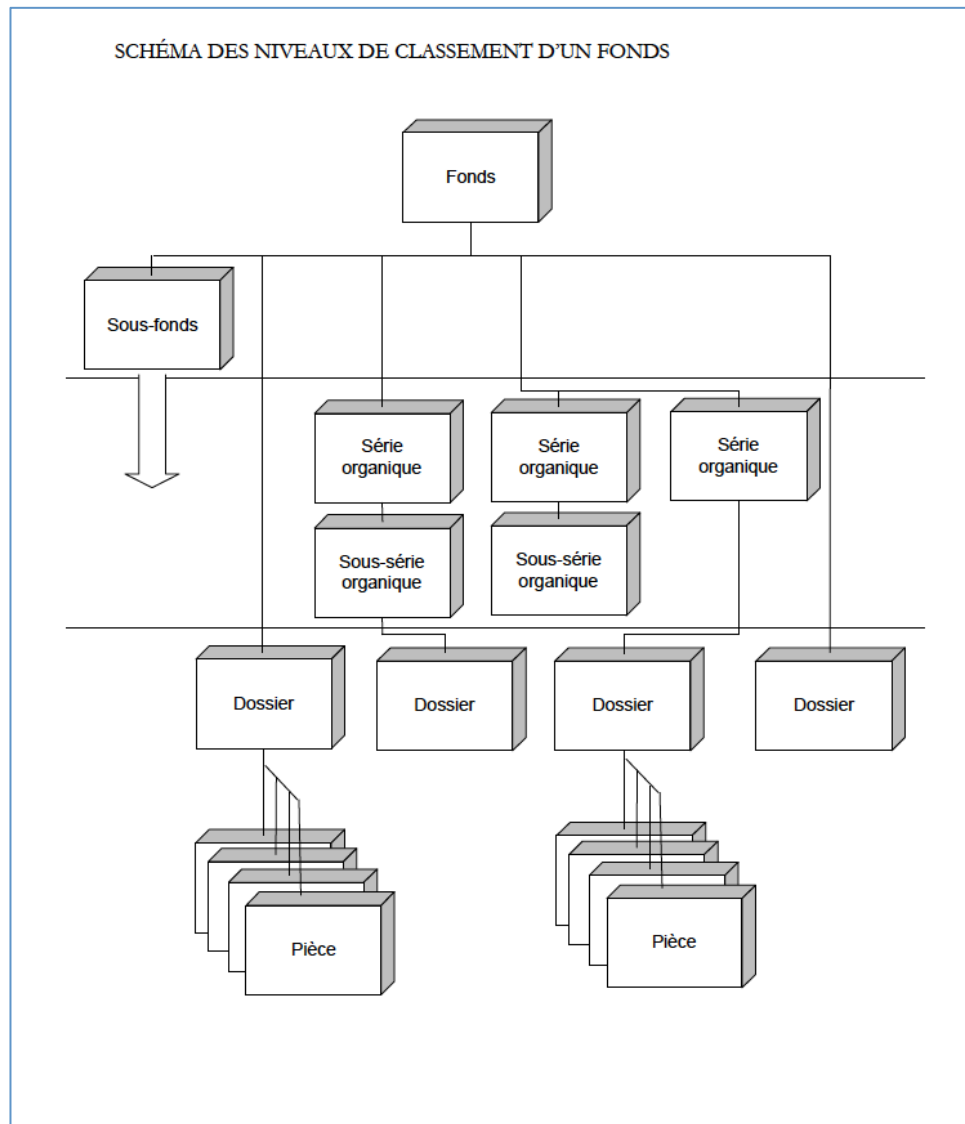 SCHÉMA DES NIVEAUX DE CLASSEMENT D'UN FONDS
Fonds
Sous-fonds
Série
organique
Série
organique
Série
organique
Sous-série
organique
Sous-série
organique
Dossier
Dossier
Dossier
Dossier
Pièce
Pièce